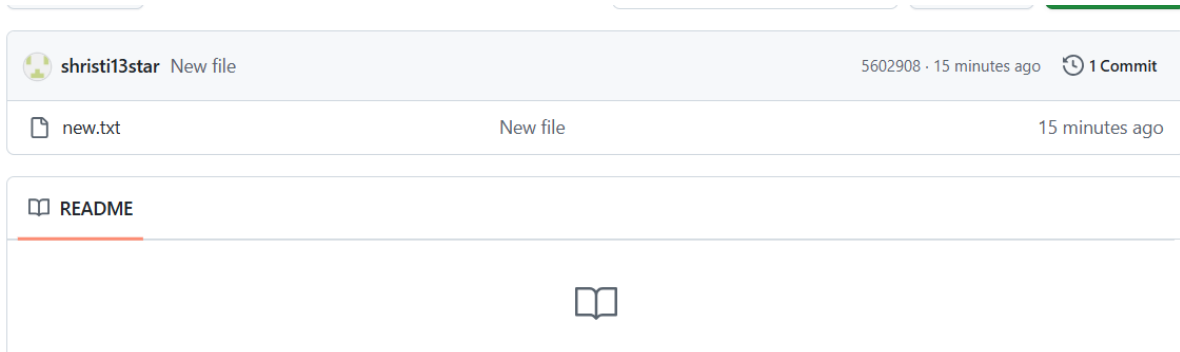 shristi13star New file 5602908 · 15 minutes ago 1 Commit
new.txt New file 15 minutes ago
README